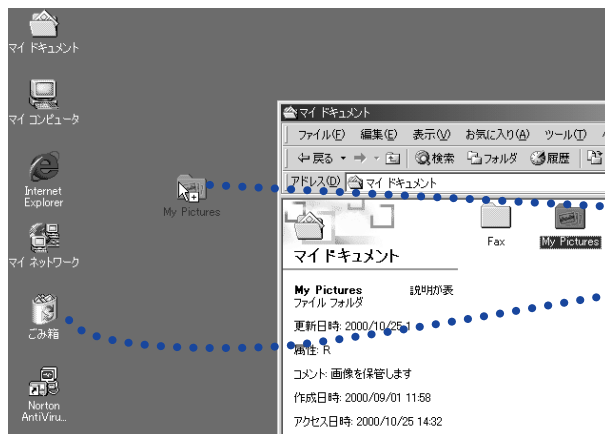 マイ ドキュメント
マイ コンピュータ
Internet
Explorer
マイ ネットワーク
ごみ箱
Norton
AntiViru...
My Pictures
マイ ドキュメント
ファイル(F) 編集(E) 表示(V) お気に入り(A) ツール(T)
戻る 検索 フォルダ 履歴
アドレス(D) マイ ドキュメント
マイ ドキュメント
Fax
My Pictures
My Pictures 説明が表
ファイル フォルダ
更新日時: 2000/10/25 1
属性: R
コメント: 画像を保管します
作成日時: 2000/09/01 11:58
アクセス日時: 2000/10/25 14:32